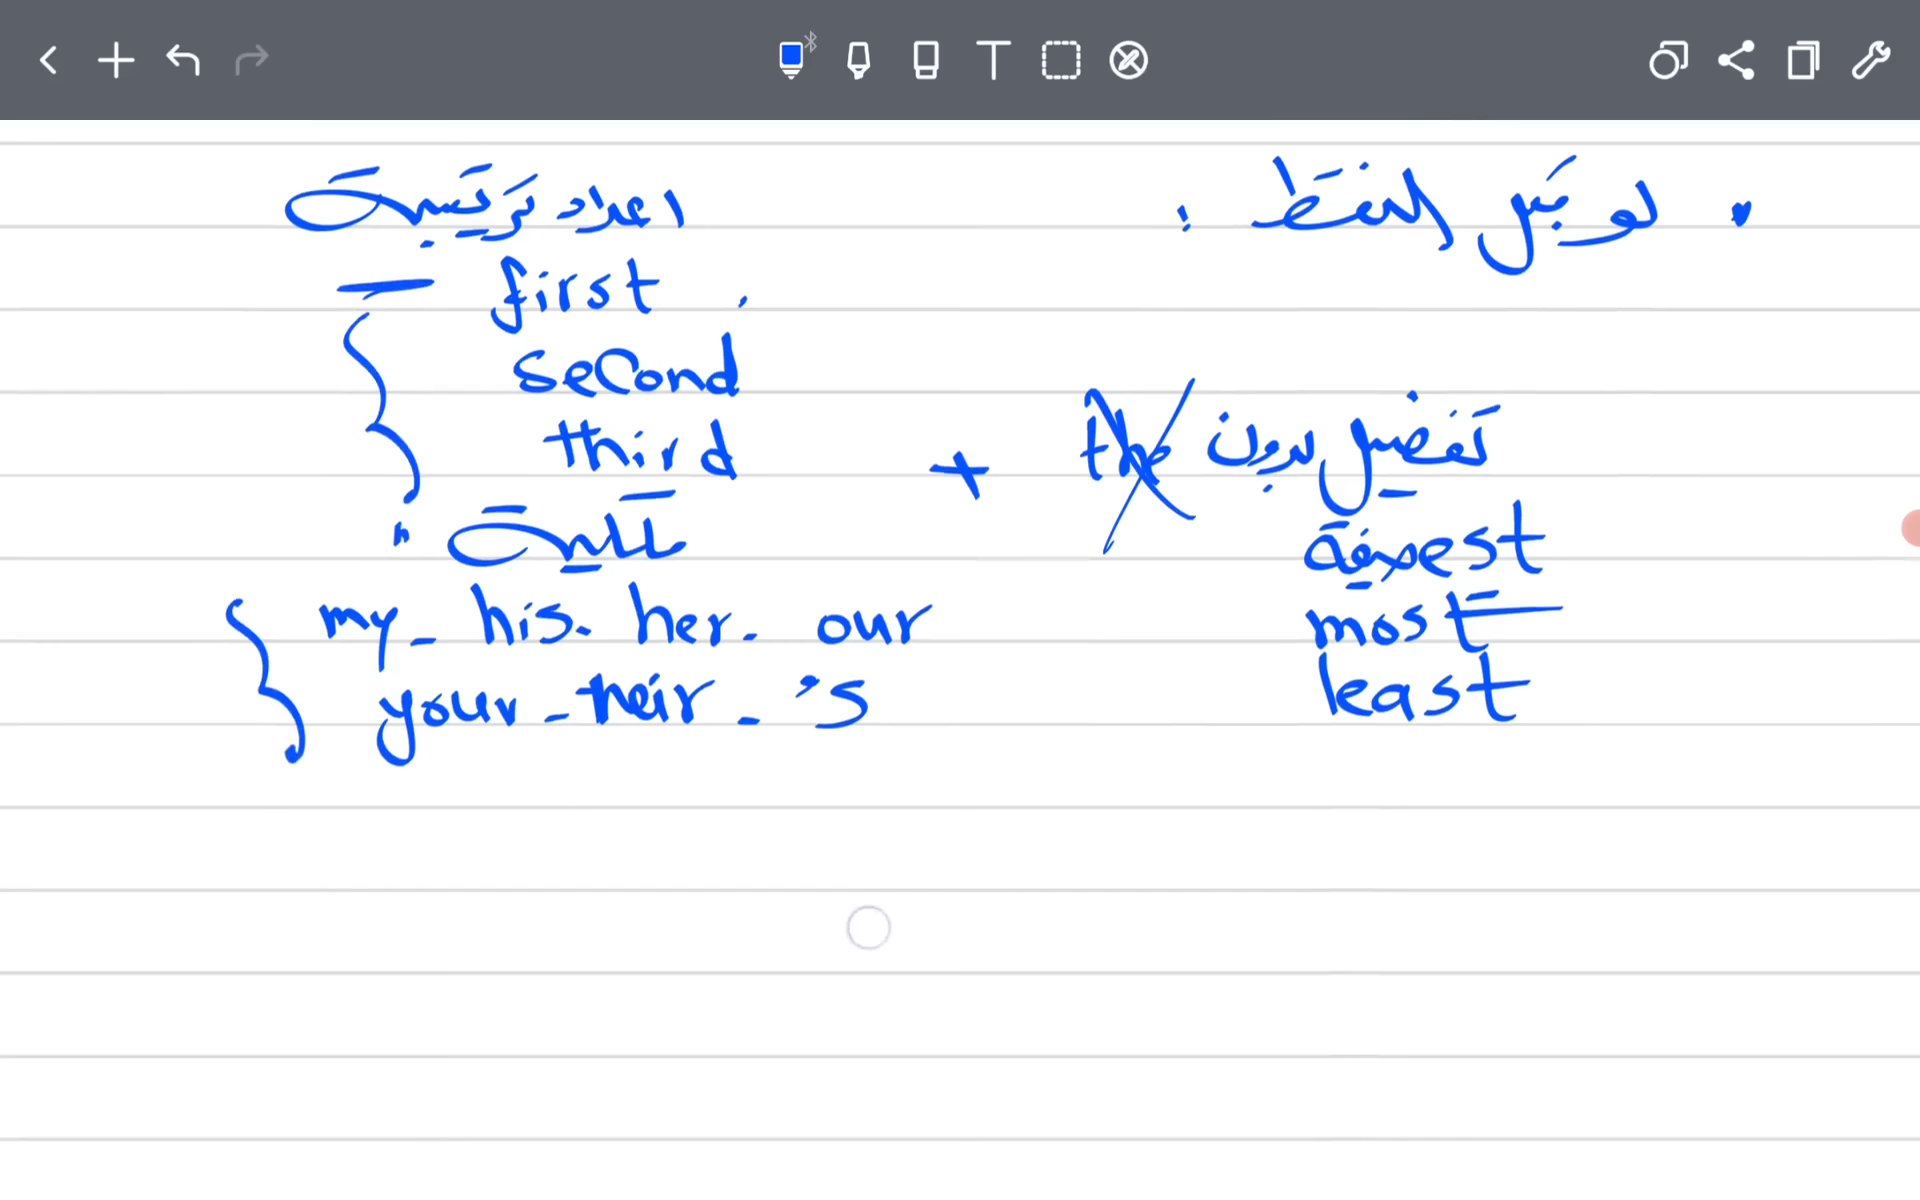 • لو قبل النقط :
اعداد ترتيبية
first
second
third
+ تفضيل بدون the
ملكية
صفة est
my - his - her - our
most
your - their - 's
least